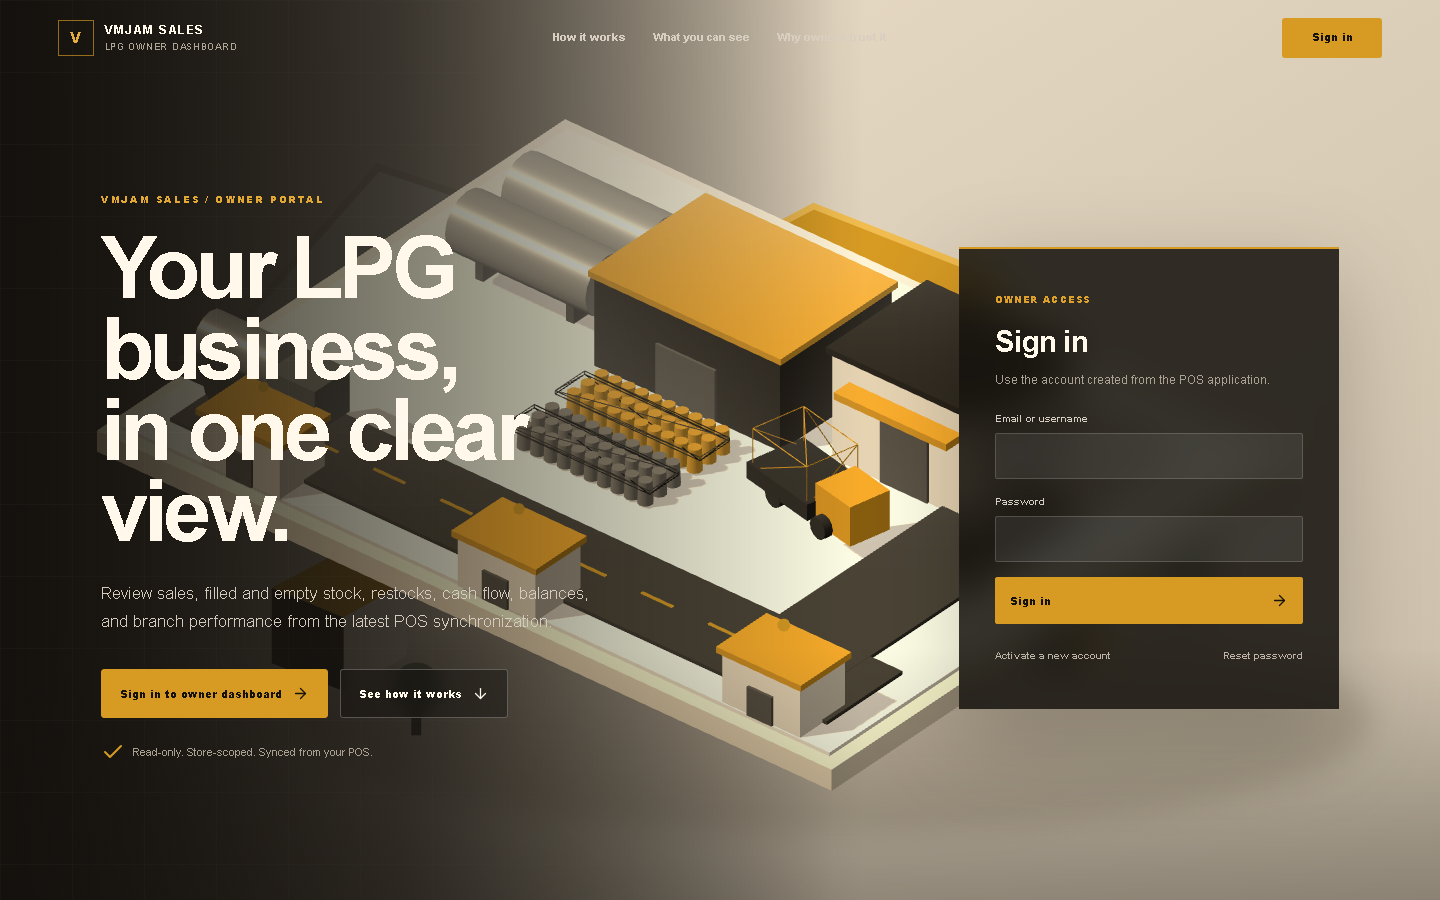 V
VMJAM SALES
LPG OWNER DASHBOARD
How it works
What you can see
Why owners trust it
Sign in
VMJAM SALES / OWNER PORTAL
Your LPG
business,
in one clear
view.
Review sales, filled and empty stock, restocks, cash flow, balances,
and branch performance from the latest POS synchronization.
Sign in to owner dashboard
See how it works
Read-only. Store-scoped. Synced from your POS.
OWNER ACCESS
Sign in
Use the account created from the POS application.
Email or username
Password
Sign in
Activate a new account
Reset password